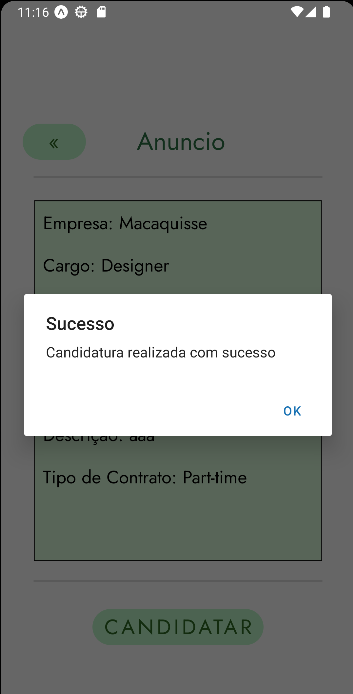 11:16
«
Anuncio
Empresa: Macaquisse
Cargo: Designer
Sucesso
Candidatura realizada com sucesso
OK
Descrição: aaa
Tipo de Contrato: Part-time
CANDIDATAR